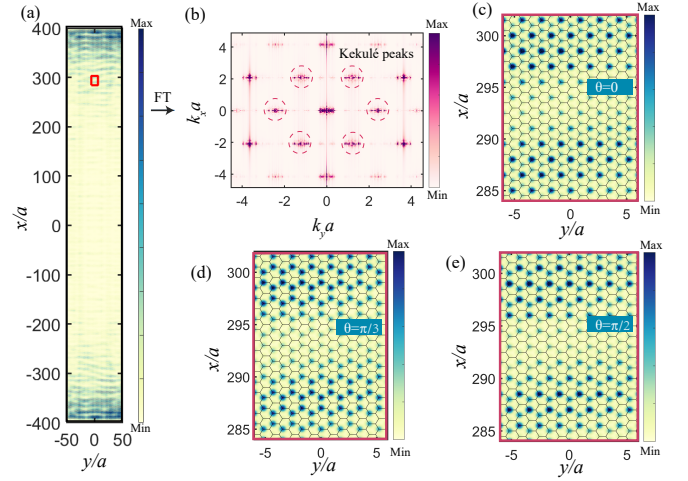 (a)
Max
400
300
200
100
0
-100
-200
-300
-400
x/a
-50 0 50
y/a
Min
FT
(b)
Max
Kekulé peaks
4
2
0
-2
-4
k_x a
-4 -2 0 2 4
k_y a
Min
(c)
Max
300
295
290
285
x/a
θ=0
-5 0 5
y/a
Min
(d)
Max
300
295
290
285
x/a
θ=π/3
-5 0 5
y/a
Min
(e)
Max
300
295
290
285
x/a
θ=π/2
-5 0 5
y/a
Min